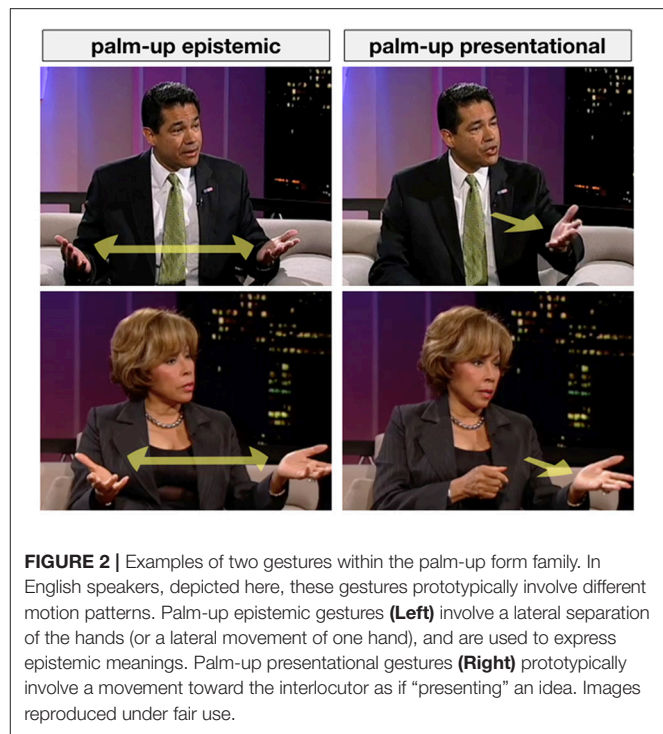 palm-up epistemic
palm-up presentational
FIGURE 2 | Examples of two gestures within the palm-up form family. In
English speakers, depicted here, these gestures prototypically involve different
motion patterns. Palm-up epistemic gestures (Left) involve a lateral separation
of the hands (or a lateral movement of one hand), and are used to express
epistemic meanings. Palm-up presentational gestures (Right) prototypically
involve a movement toward the interlocutor as if “presenting” an idea. Images
reproduced under fair use.